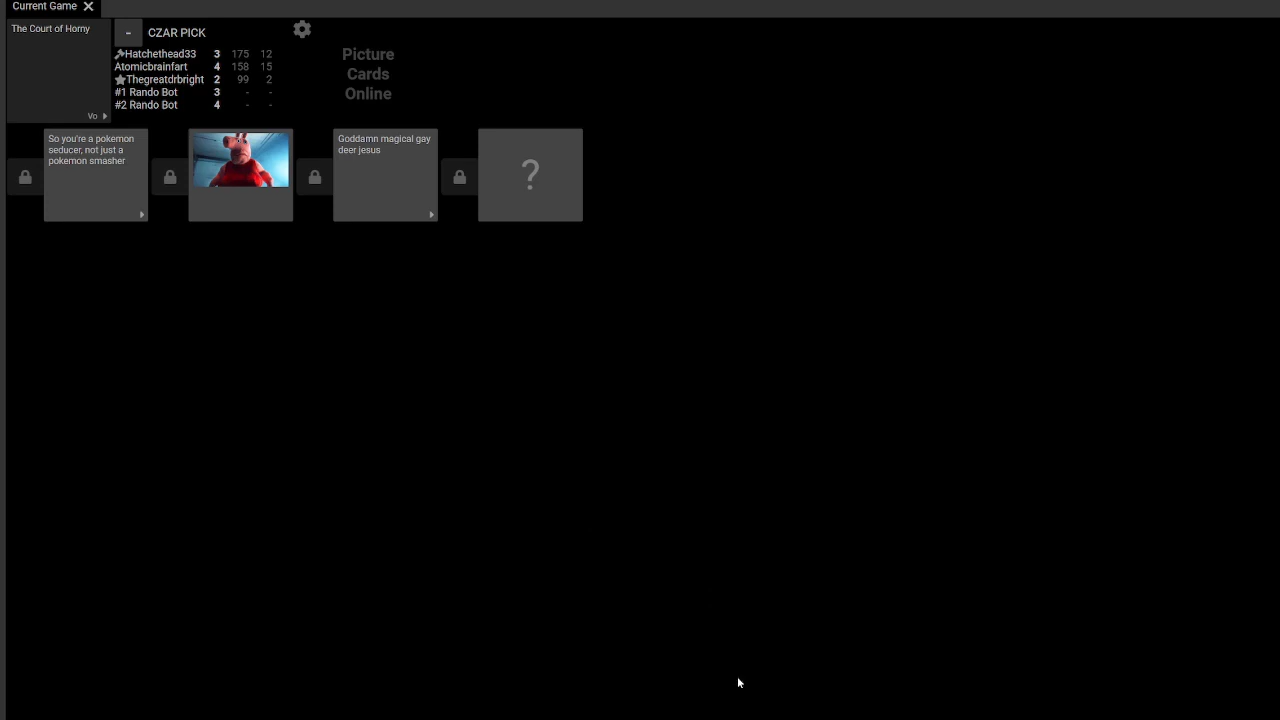 Current Game
The Court of Horny
Vo
-
CZAR PICK
Hatchethead33 3 175 12
Atomicbrainfart 4 158 15
Thegreatdrbright 2 99 2
#1 Rando Bot 3 - -
#2 Rando Bot 4 - -
Picture
Cards
Online
So you're a pokemon
seducer, not just a
pokemon smasher
Goddamn magical gay
deer jesus
?